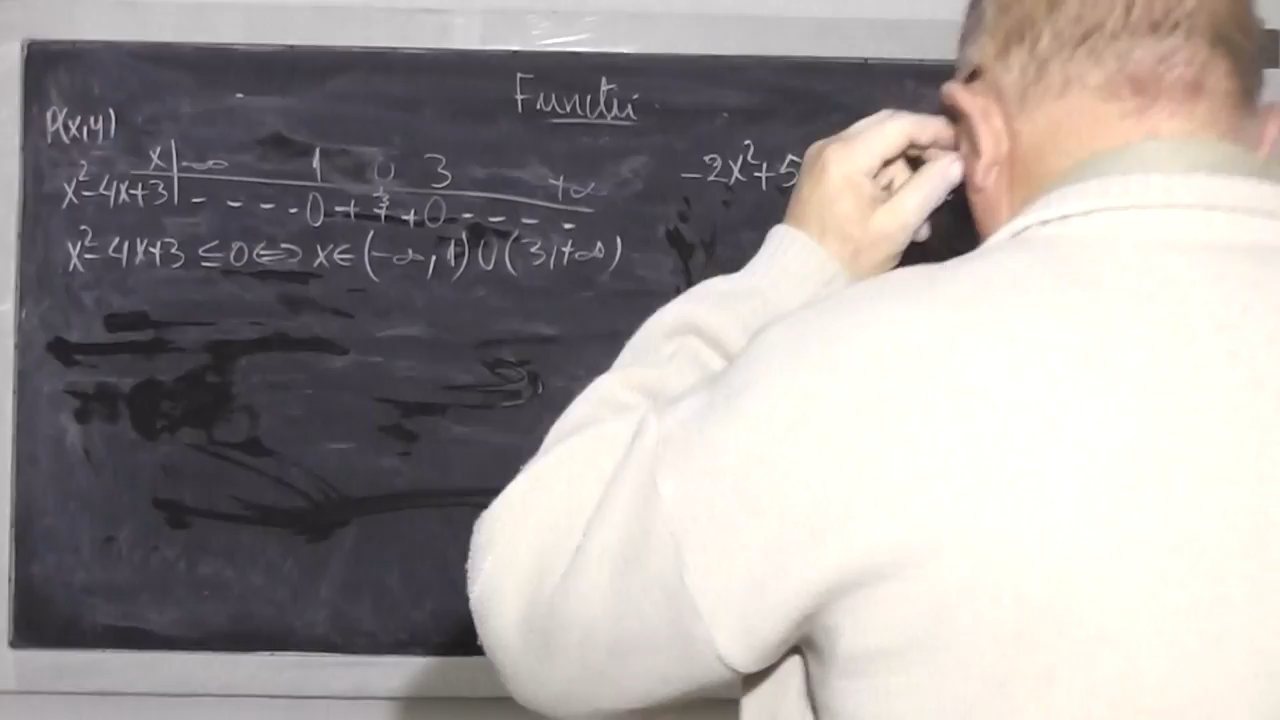 Functii
P(x,y)
x | -∞ 1 3 +∞
x²-4x+3 | - - - - 0 + + + 0 - - - -
x²-4x+3 ≤ 0 ⇔ x ∈ (-∞, 1) ∪ (3, +∞)
-2x²+5